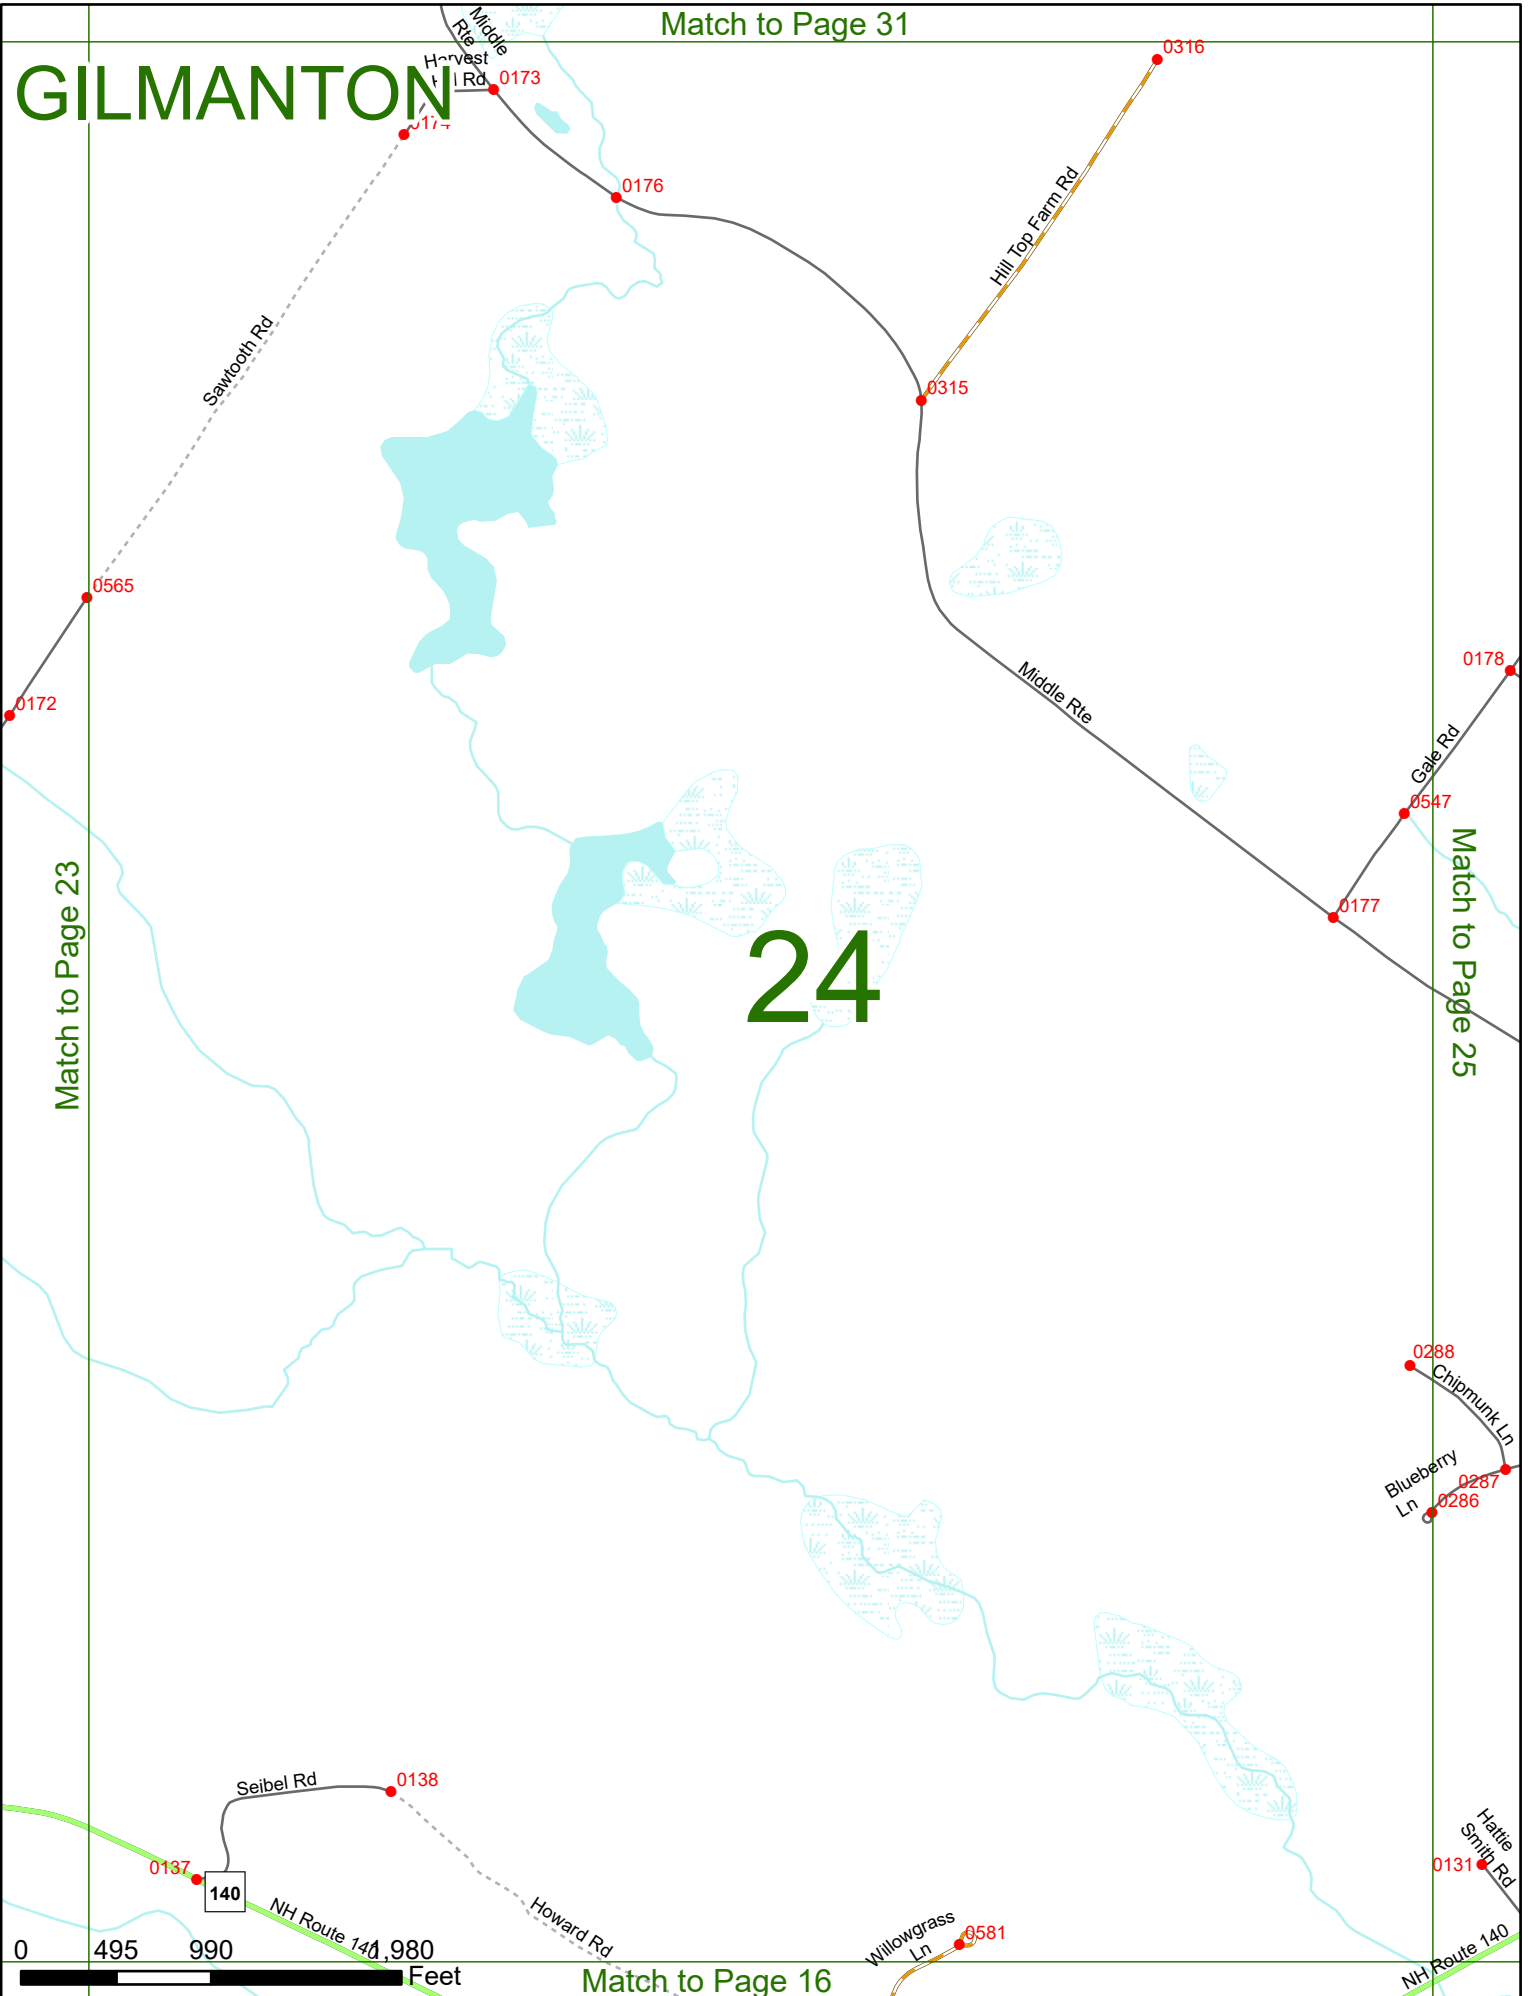 Match to Page 31
GILMANTON
Middle
Rte
Harvest
Rd
0173
0316
0176
Hill Top Farm Rd
Sawtooth Rd
0315
0565
0172
0178
Middle Rte
Gale Rd
0547
Match to Page 23
Match to Page 25
0177
24
0288
Chipmunk Ln
Blueberry
Ln
0287
0286
Seibel Rd
0138
Hattie
Smith Rd
0131
0137
140
NH Route 140
Howard Rd
Willowgrass
Ln
0581
NH Route 140
0 495 990 1,980
Feet
Match to Page 16